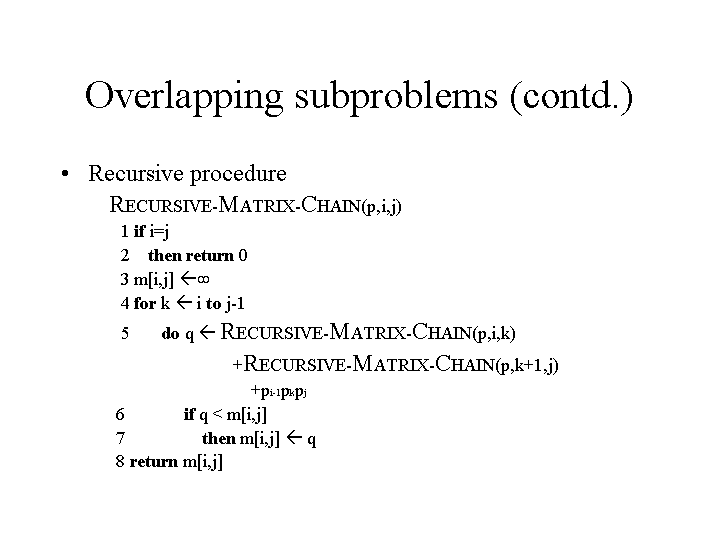 Overlapping subproblems (contd.)
• Recursive procedure
RECURSIVE-MATRIX-CHAIN(p, i, j)
1 if i=j
2 then return 0
3 m[i, j] ←∞
4 for k ← i to j-1
5 do q ← RECURSIVE-MATRIX-CHAIN(p, i, k)
+RECURSIVE-MATRIX-CHAIN(p, k+1, j)
+pi-1pkpj
6 if q < m[i, j]
7 then m[i, j] ← q
8 return m[i, j]